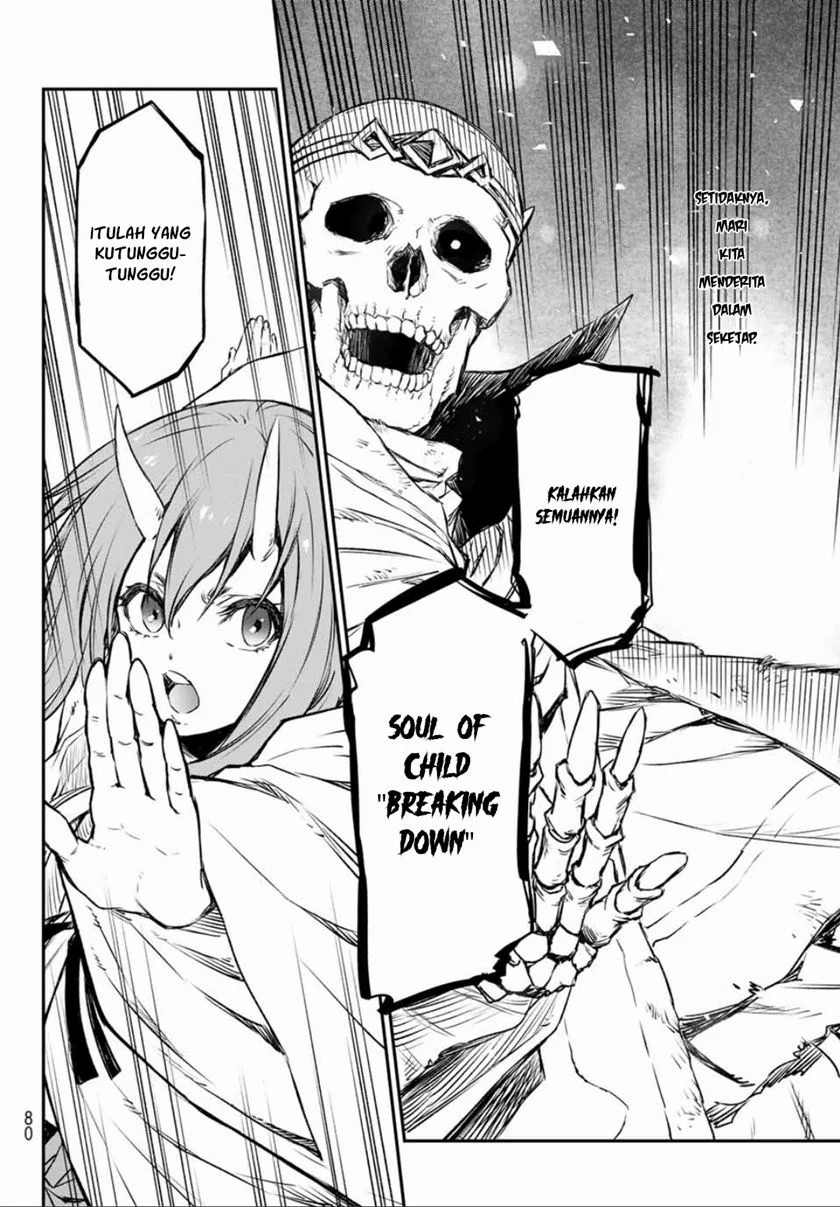 SETIDAKNYA,
MARI
KITA
MENDERITA
DALAM
SEKEJAP.
KALAHKAN
SEMUANNYA!
SOUL OF
CHILD
"BREAKING
DOWN"
ITULAH YANG
KUTUNGGU-
TUNGGU!
80